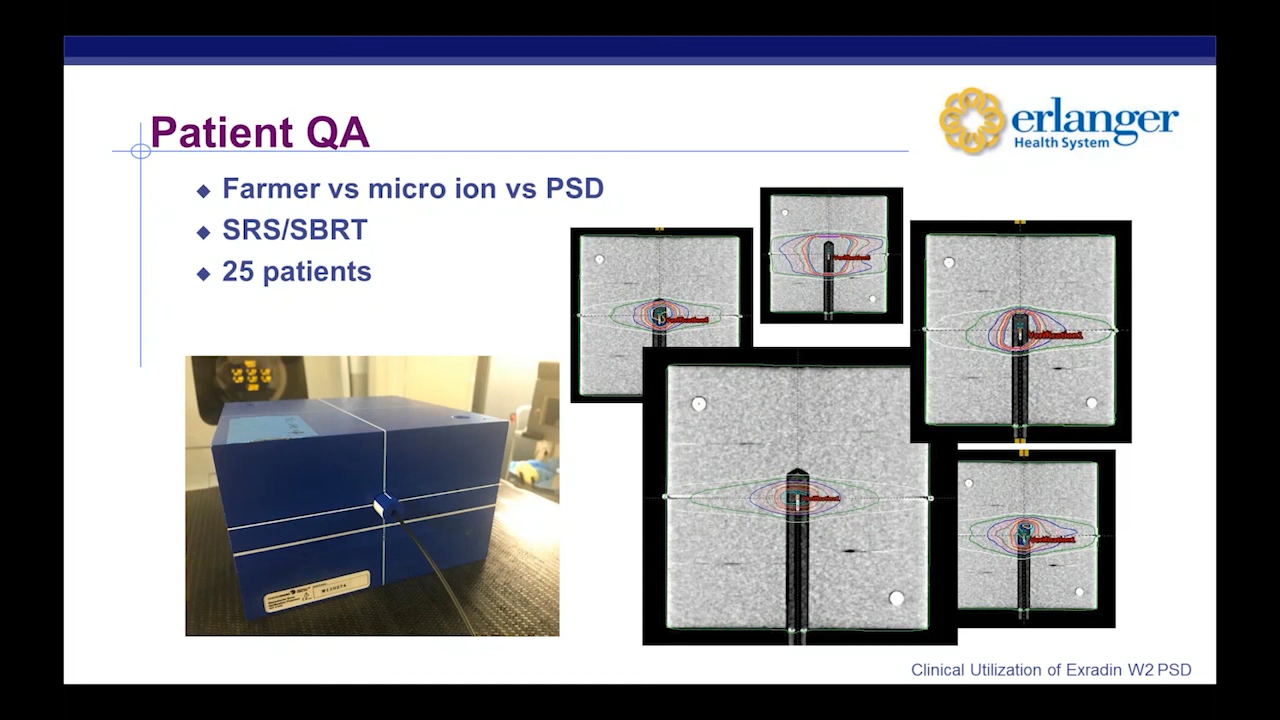 Patient QA
erlanger
Health System
Farmer vs micro ion vs PSD
SRS/SBRT
25 patients
Clinical Utilization of Exradin W2 PSD